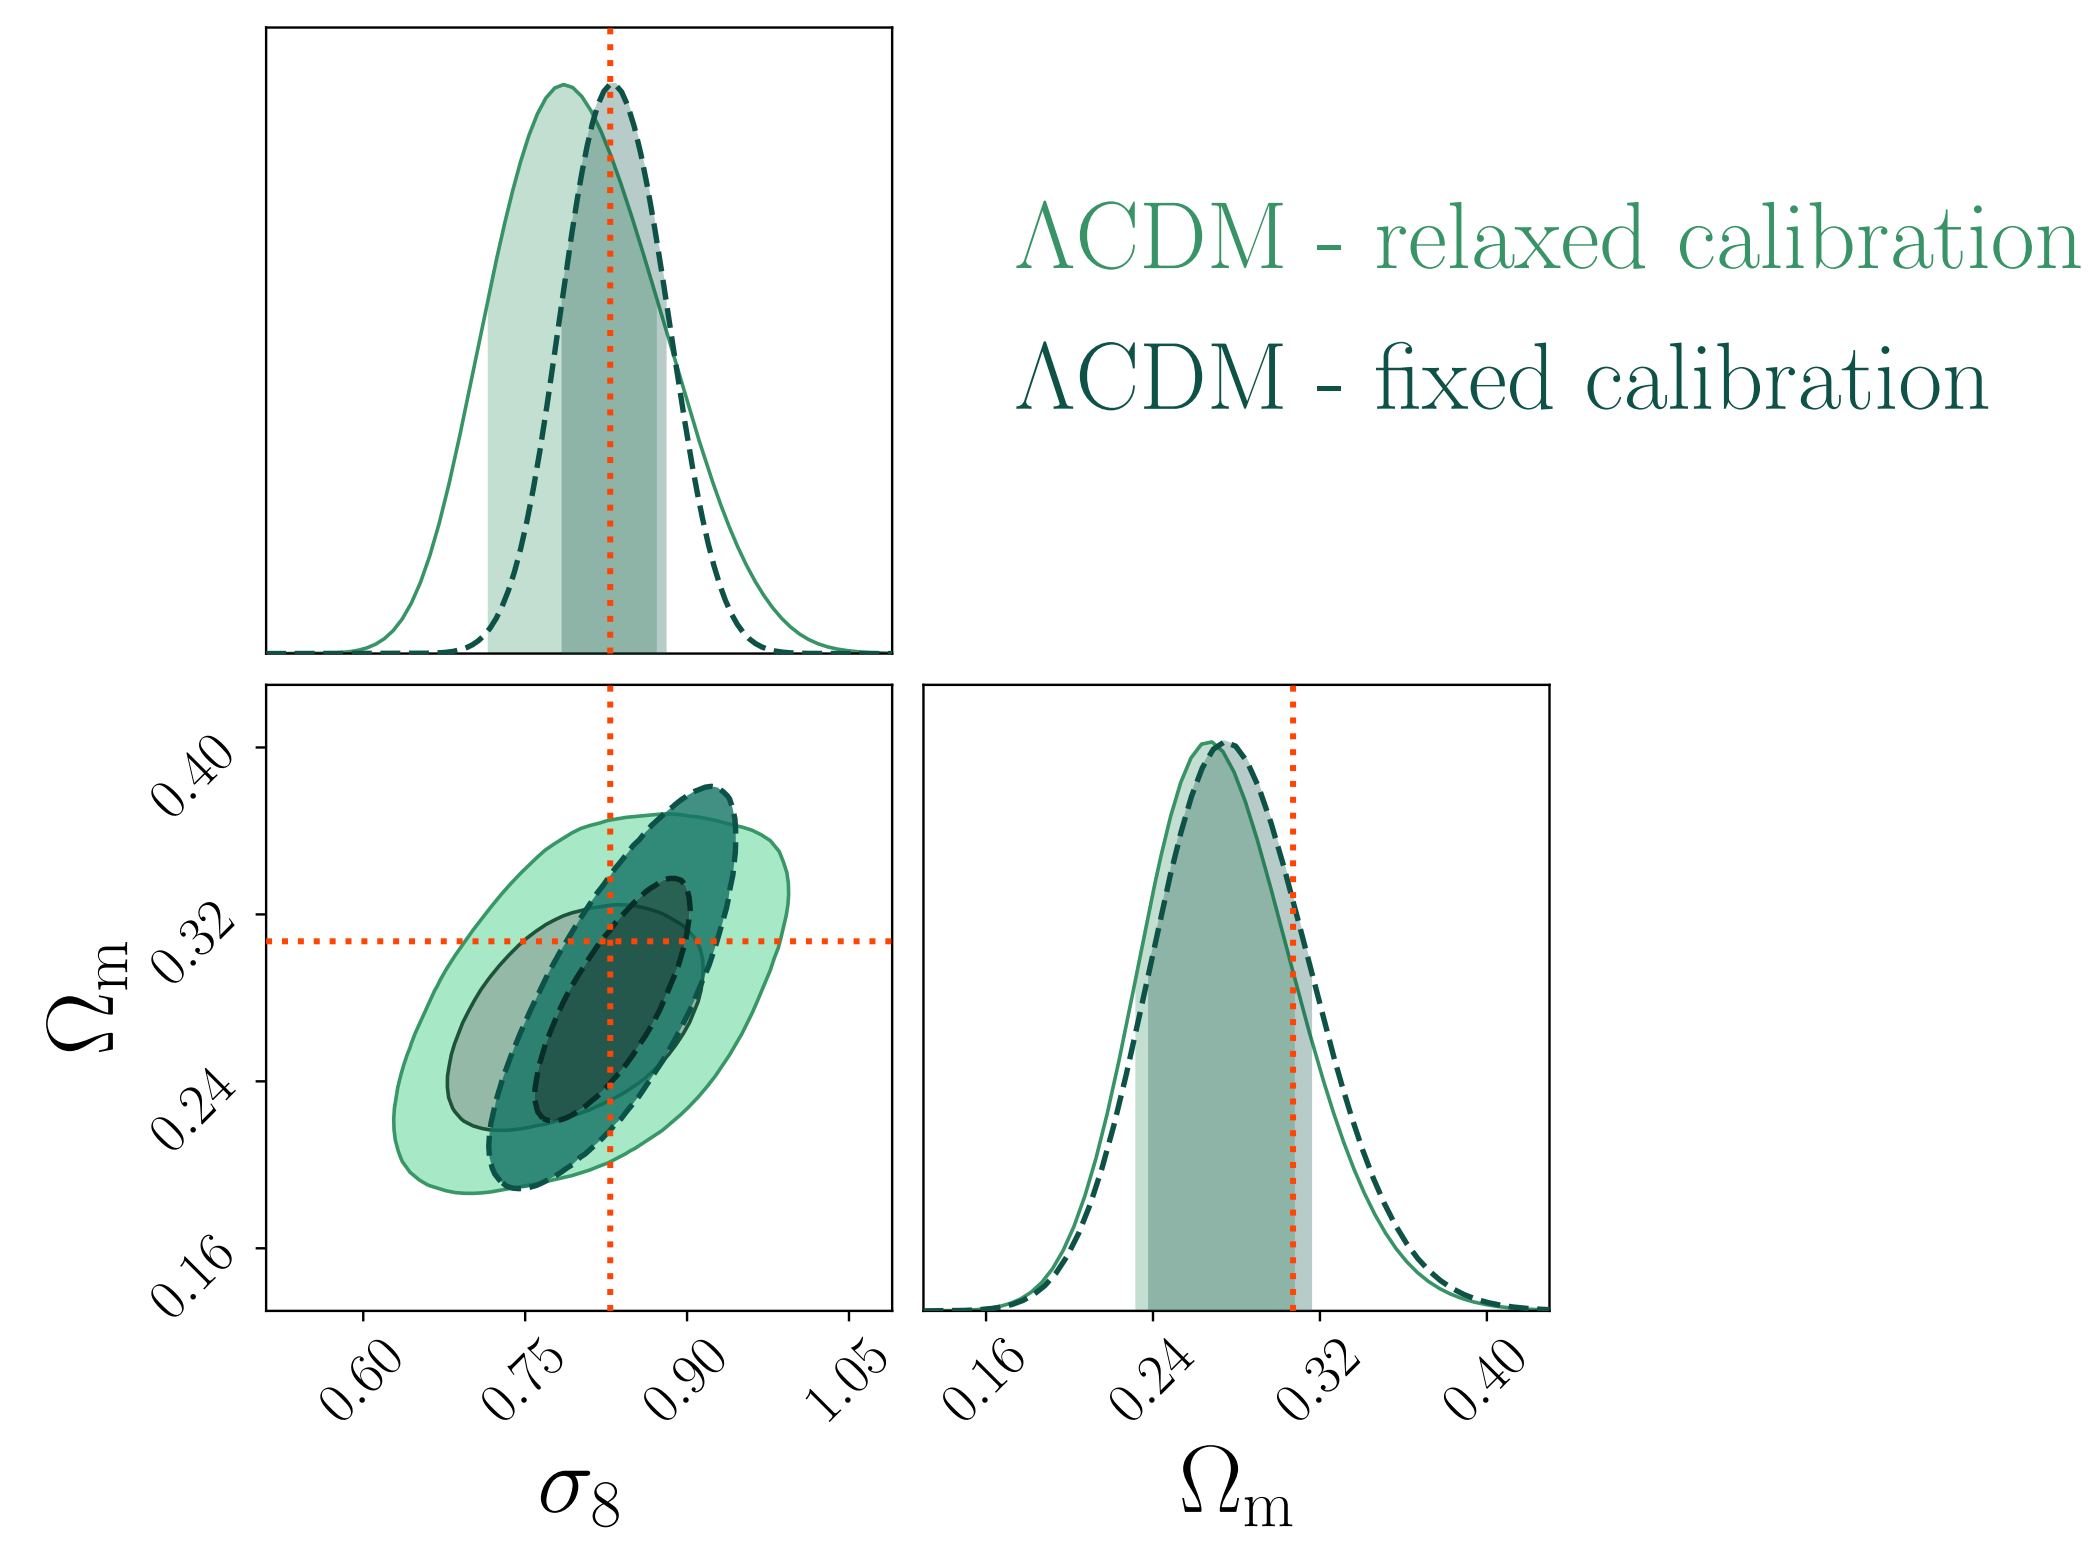 ΛCDM - relaxed calibration
ΛCDM - fixed calibration
0.40
0.32
0.24
0.16
Ωm
0.60
0.75
0.90
1.05
σ8
0.16
0.24
0.32
0.40
Ωm